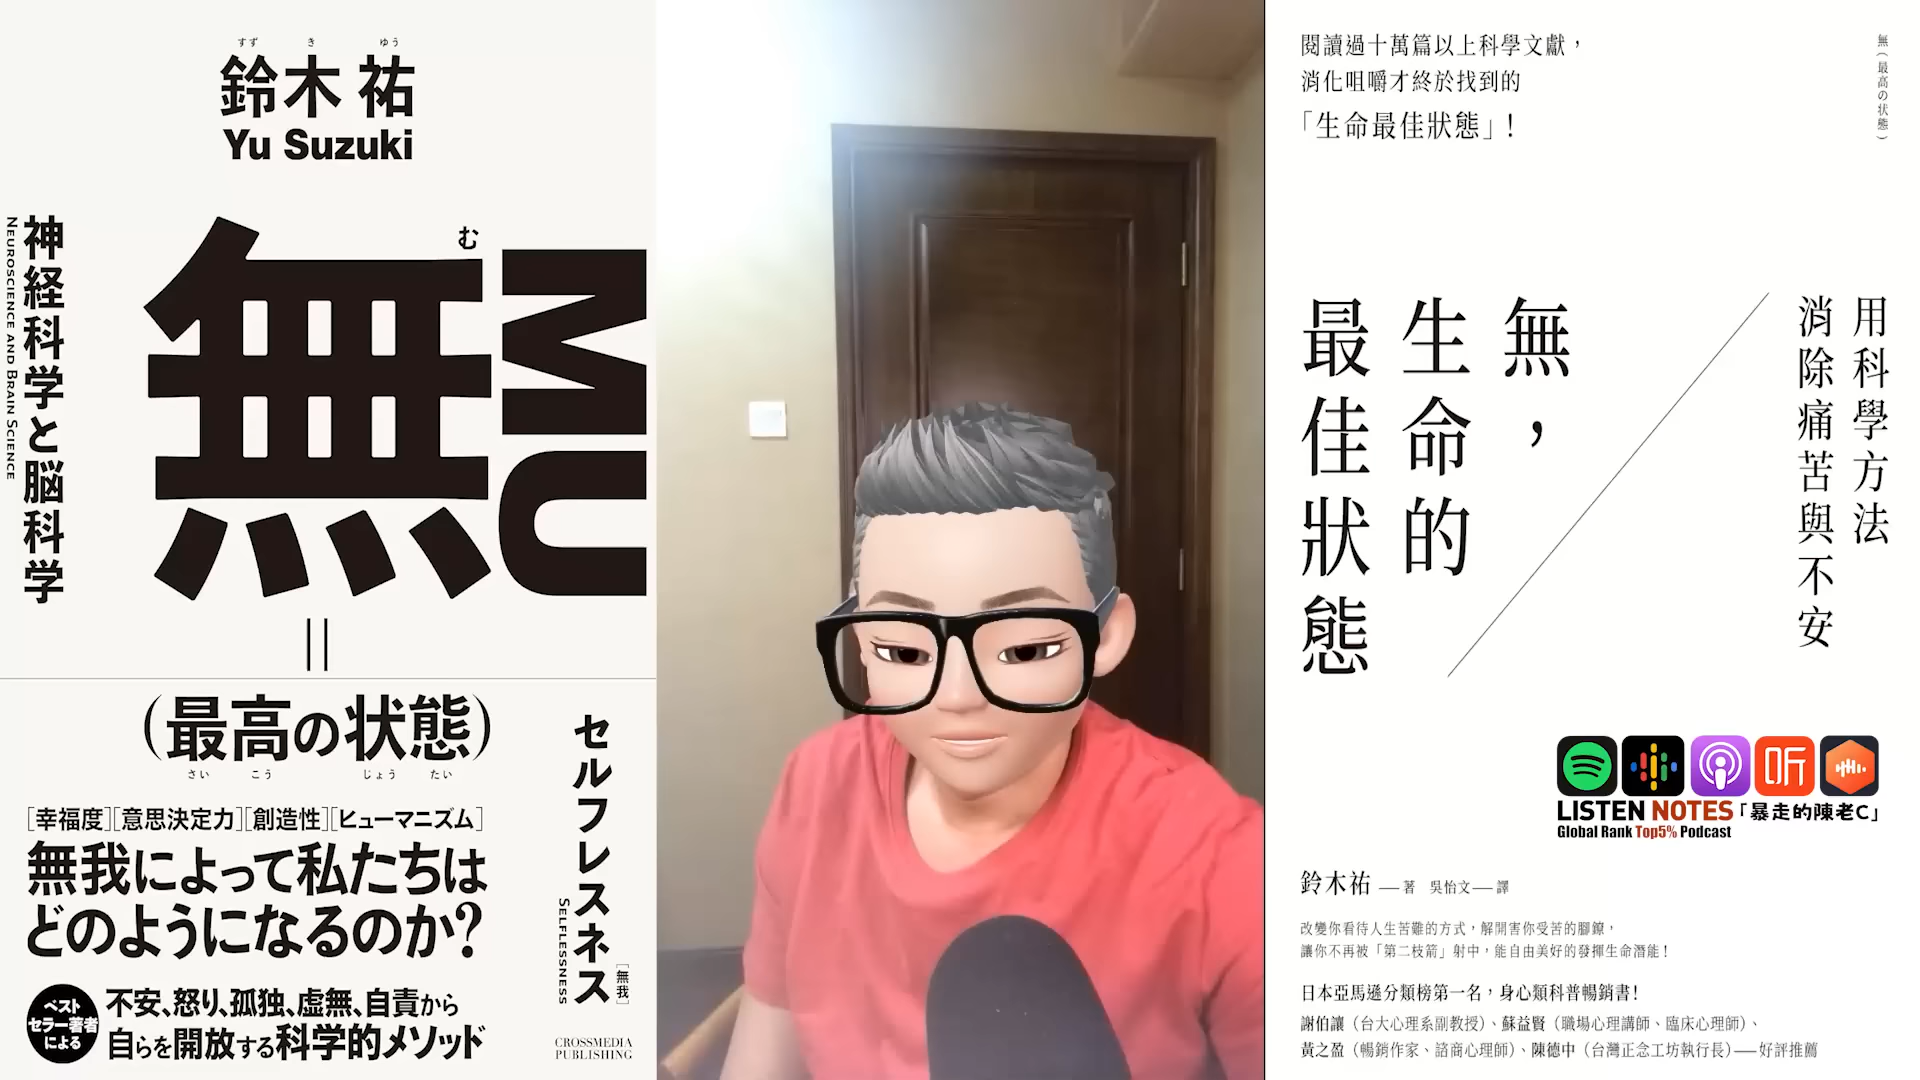 すず き ゆう
鈴木 祐
Yu Suzuki
神経科学と脳科学
NEUROSCIENCE AND BRAIN SCIENCE
む
無
MU
=
（最高の状態）
さい こう じょう たい
[幸福度][意思決定力][創造性][ヒューマニズム]
無我によって私たちは
どのようになるのか?
ベスト
セラー著者
による
不安、怒り、孤独、虚無、自責から
自らを開放する科学的メソッド
セルフレスネス
SELFLESSNESS
[無我]
CROSSMEDIA
PUBLISHING
閱讀過十萬篇以上科學文獻，
消化咀嚼才終於找到的
「生命最佳狀態」!
無（最高の状態）
用科學方法
消除痛苦與不安
無，
生命的
最佳狀態
听
LISTEN NOTES「暴走的陳老C」
Global Rank Top5% Podcast
鈴木祐 — 著 吳怡文 — 譯
改變你看待人生苦難的方式，解開害你受苦的腳鐐，
讓你不再被「第二枝箭」射中，能自由美好的發揮生命潛能！
日本亞馬遜分類榜第一名，身心類科普暢銷書！
謝伯讓（台大心理系副教授）、蘇益賢（職場心理講師、臨床心理師）、
黃之盈（暢銷作家、諮商心理師）、陳德中（台灣正念工坊執行長）—好評推薦